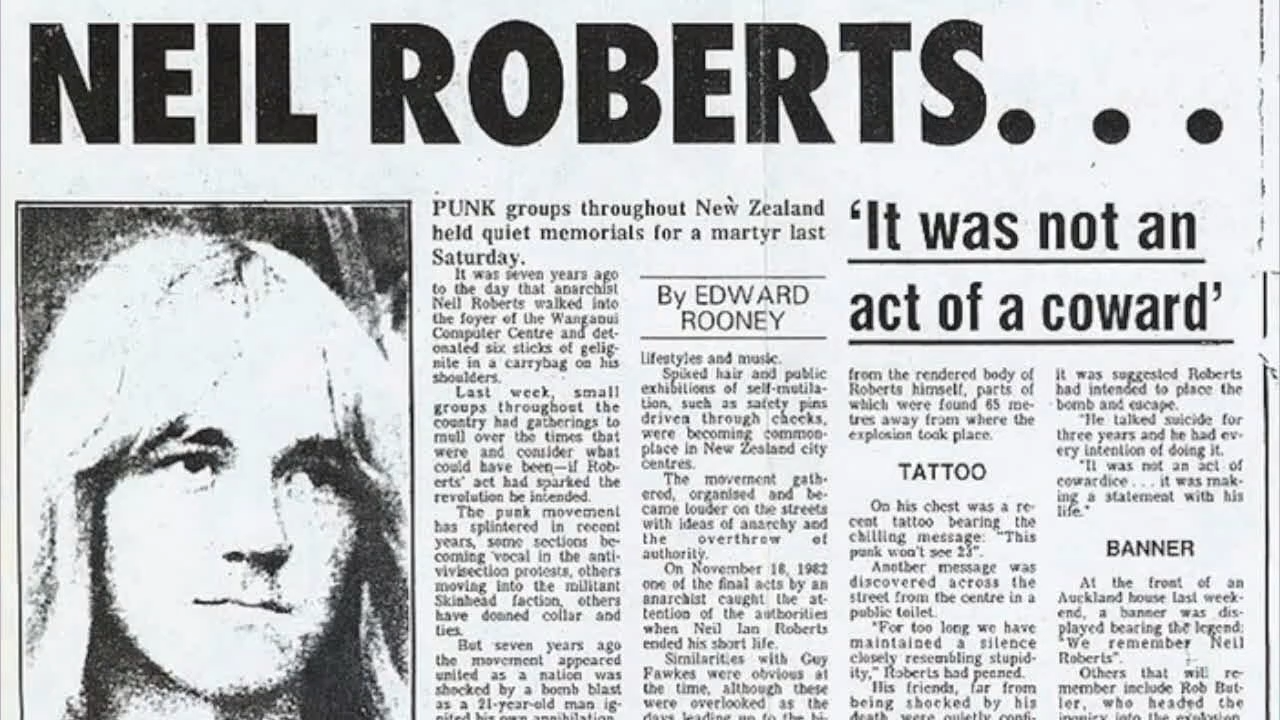 NEIL ROBERTS. . .
PUNK groups throughout New Zealand
held quiet memorials for a martyr last
Saturday.
It was seven years ago
to the day that anarchist
Neil Roberts walked into
the foyer of the Wanganui
Computer Centre and det-
onated six sticks of gelig-
nite in a carrybag on his
shoulders.
Last week, small
groups throughout the
country had gatherings to
mull over the times that
were and consider what
could have been—if Rob-
erts' act had sparked the
revolution he intended.
The punk movement
has splintered in recent
years, some sections be-
coming vocal in the anti-
vivisection protests, others
moving into the militant
Skinhead faction, others
have donned collar and
ties.
But seven years ago
the movement appeared
united as a nation was
shocked by a bomb blast
as a 21-year-old man ig-
nited his own annihilation
By EDWARD
ROONEY
lifestyles and music.
Spiked hair and public
exhibitions of self-mutila-
tion, such as safety pins
driven through cheeks,
were becoming common-
place in New Zealand city
centres.
The movement gath-
ered, organised and be-
came louder on the streets
with ideas of anarchy and
the overthrow of
authority.
On November 18, 1982
one of the final acts by an
anarchist caught the at-
tention of the authorities
when Neil Ian Roberts
ended his short life.
Similarities with Guy
Fawkes were obvious at
the time, although these
were overlooked as the
days leading up to the
'It was not an
act of a coward'
from the rendered body of
Roberts himself, parts of
which were found 65 me-
tres away from where the
explosion took place.
TATTOO
On his chest was a re-
cent tattoo bearing the
chilling message: "This
punk won't see 23".
Another message was
discovered across the
street from the centre in a
public toilet.
"For too long we have
maintained a silence
closely resembling stupid-
ity," Roberts had penned.
His friends, far from
being shocked by his
death, were quietly
it was suggested Roberts
had intended to place the
bomb and escape.
"He talked suicide for
three years and he had ev-
ery intention of doing it.
"It was not an act of
cowardice . . . it was mak-
ing a statement with his
life."
BANNER
At the front of an
Auckland house last week-
end, a banner was dis-
played bearing the legend:
"We remember Neil
Roberts".
Others that will re-
member include Rob But-
ler, who headed the